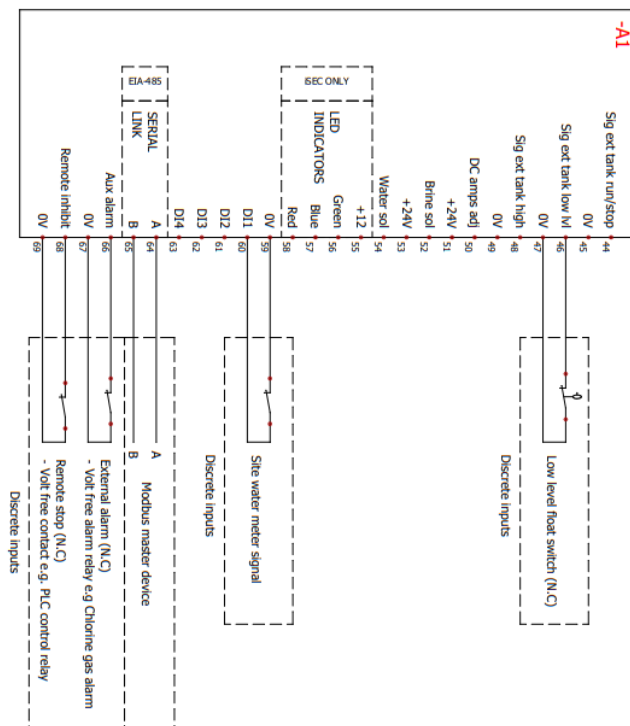 -A1
Sig ext tank run/stop
44
0V
45
Sig ext tank low lvl
46
0V
47
Sig ext tank high
48
0V
49
DC amps adj
50
+24V
51
Brine sol
52
+24V
53
Water sol
54
iSEC ONLY
LED
INDICATORS
+12
55
Green
56
Blue
57
Red
58
0V
59
DI1
60
DI2
61
DI3
62
DI4
63
EIA-485
SERIAL
LINK
A
64
B
65
Aux alarm
66
0V
67
Remote inhibit
68
0V
69
Low level float switch (N.C)
Discrete inputs
Site water meter signal
Discrete inputs
A
B
Modbus master device
External alarm (N.C)
- Volt free alarm relay e.g Chlorine gas alarm
Remote stop (N.C)
- Volt free contact e.g. PLC control relay
Discrete inputs